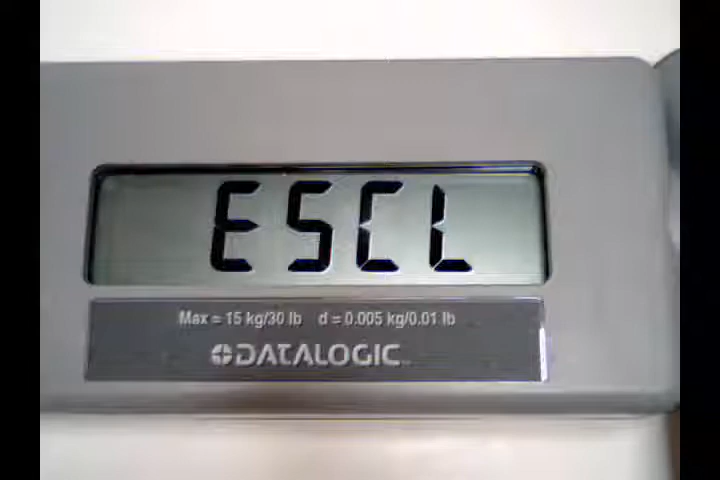 ESCL
Max = 15 kg/30 lb d = 0.005 kg/0.01 lb
DATALOGIC